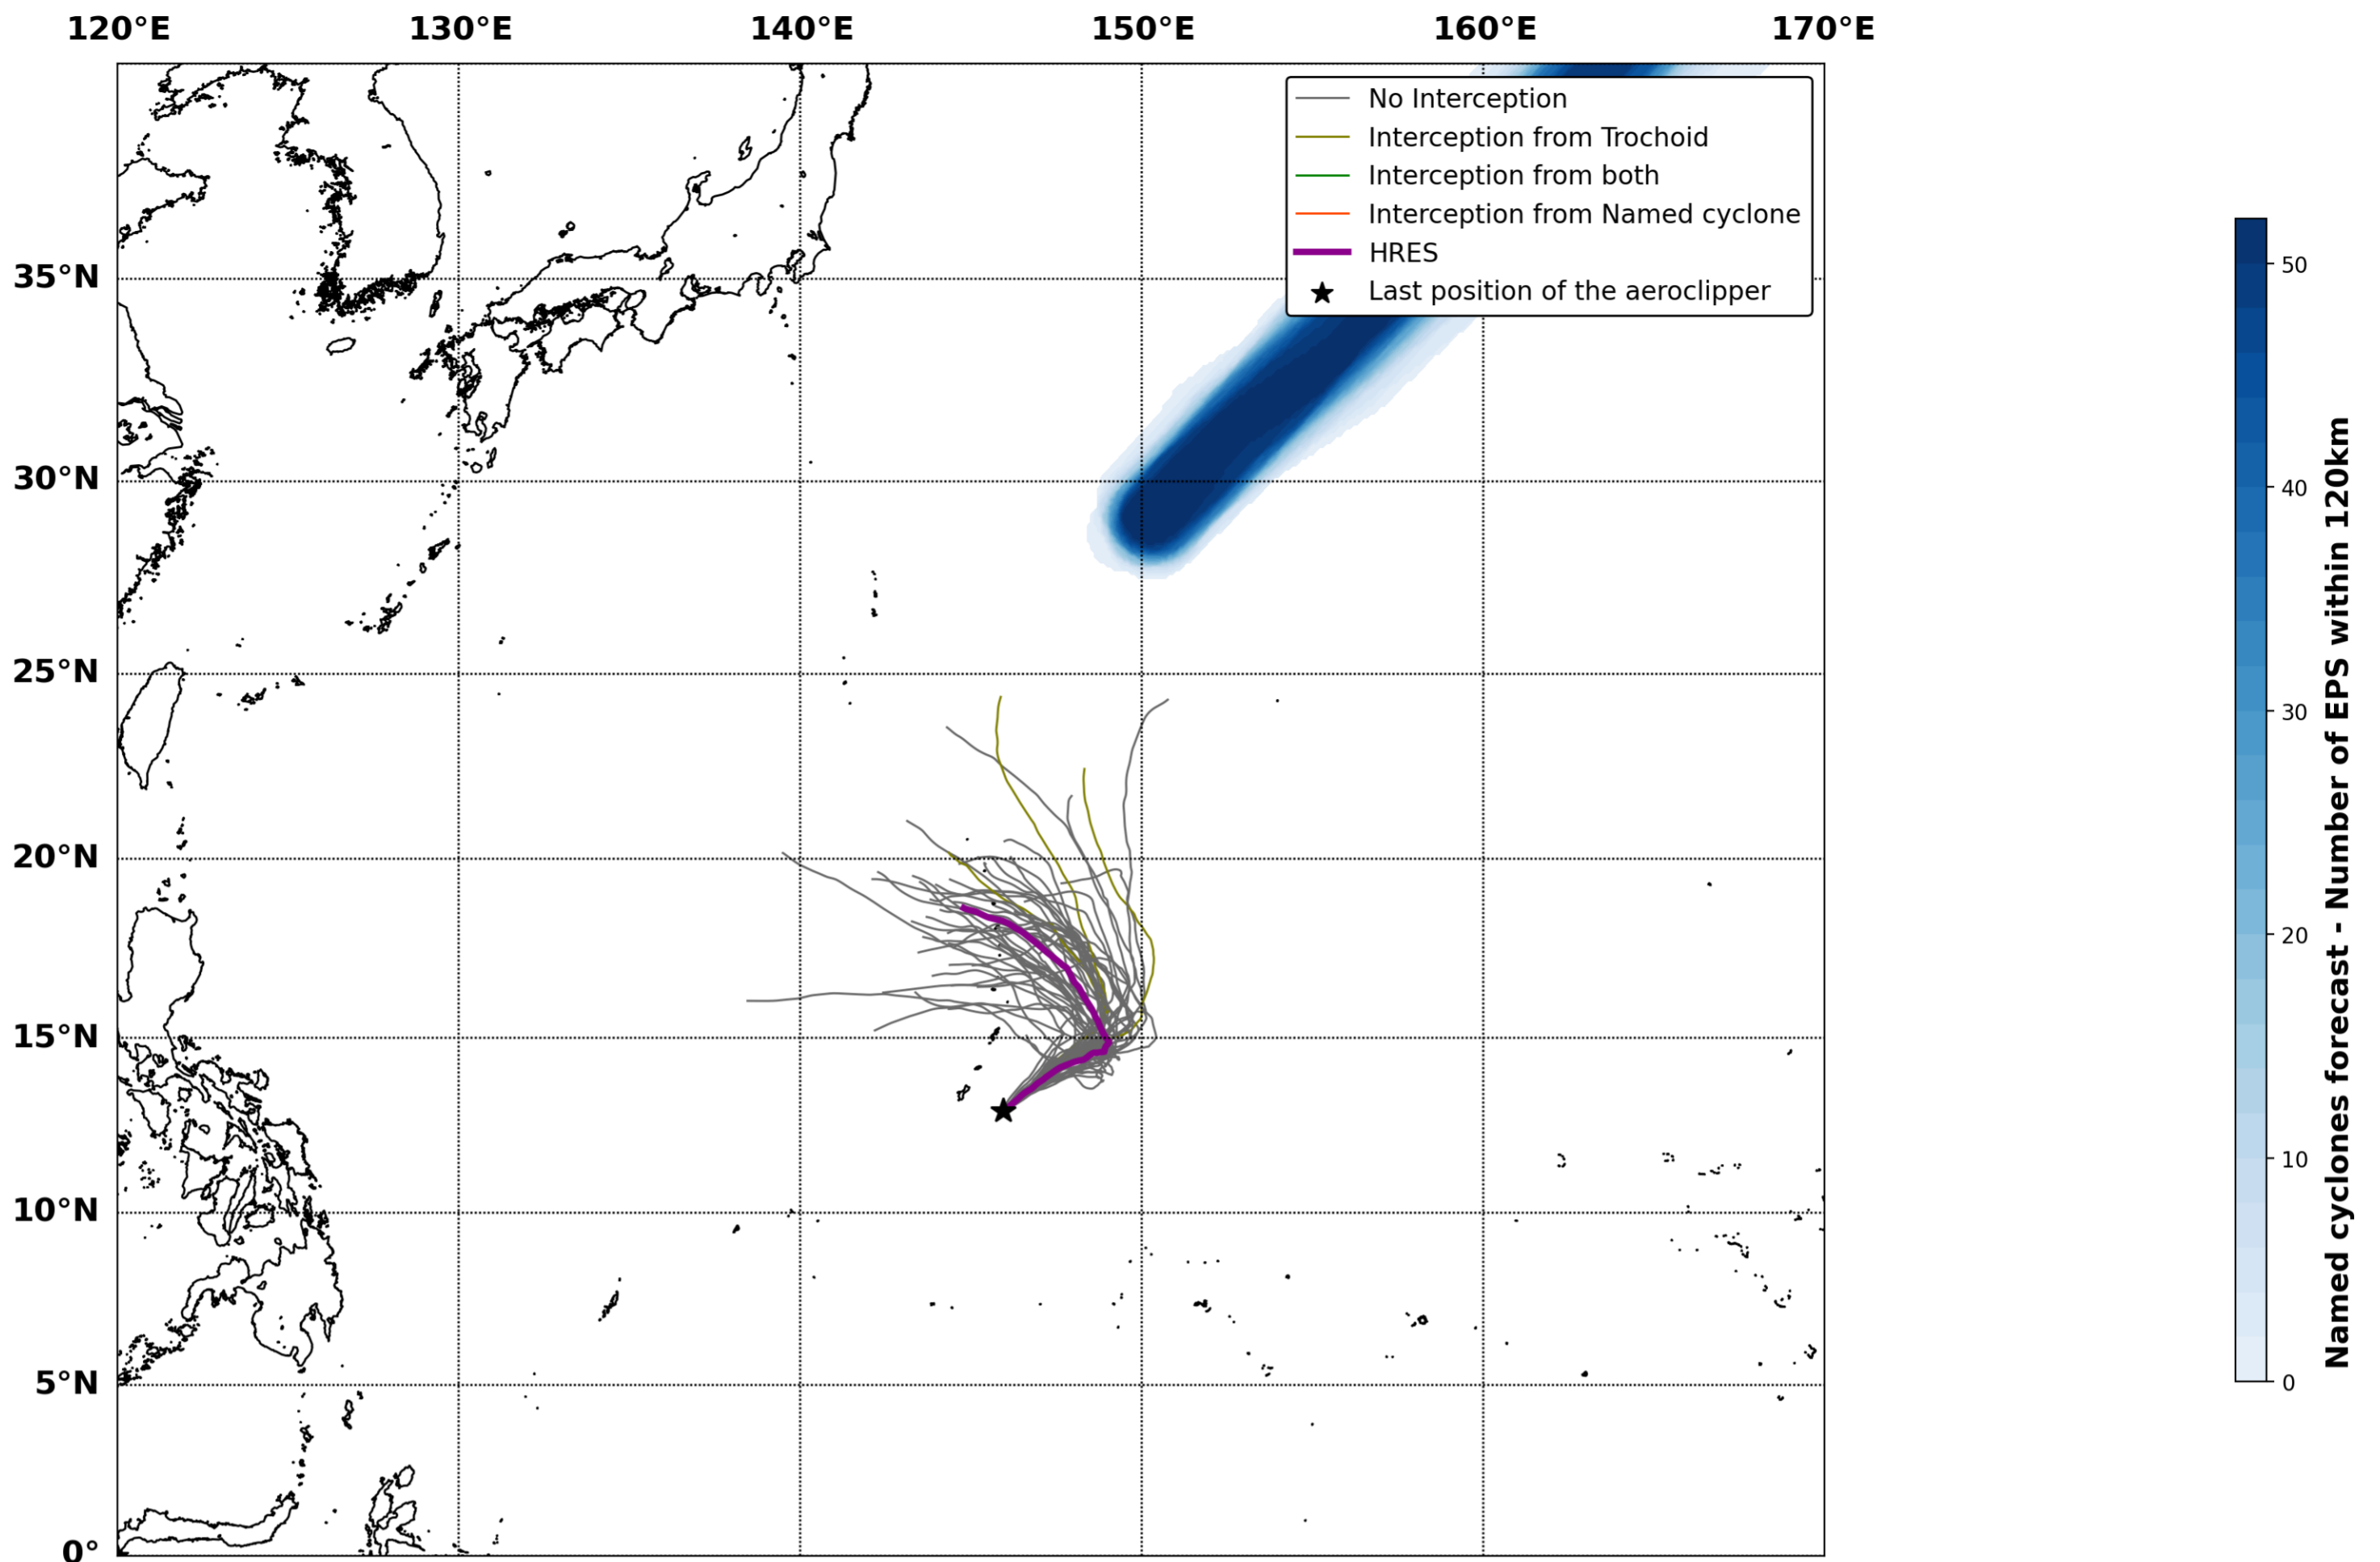 120°E 130°E 140°E 150°E 160°E 170°E
No Interception
Interception from Trochoid
Interception from both
Interception from Named cyclone
HRES
Last position of the aeroclipper
35°N
30°N
25°N
20°N
15°N
10°N
5°N
0°
50
40
30
20
10
0
Named cyclones forecast - Number of EPS within 120km